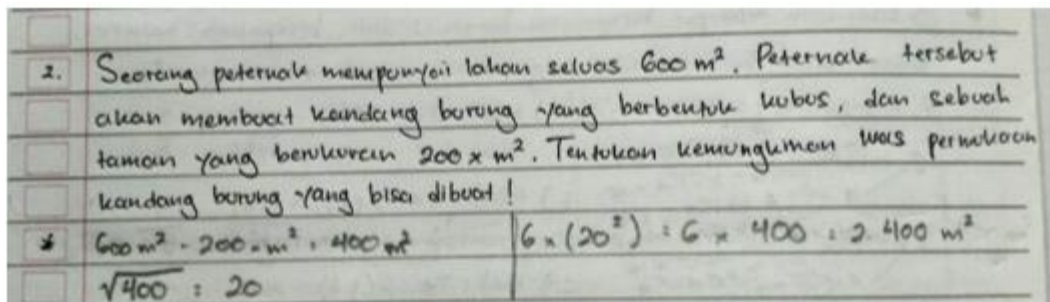 2. Seorang peternak mempunyai lahan seluas 600 m². Peternak tersebut
akan membuat kandang burung yang berbentuk kubus, dan sebuah
taman yang berukuran 200 x m². Tentukan kemungkinan luas permukaan
kandang burung yang bisa dibuat!
* 600 m² - 200 m² = 400 m²
√400 = 20
6 x (20²) = 6 x 400 = 2.400 m²